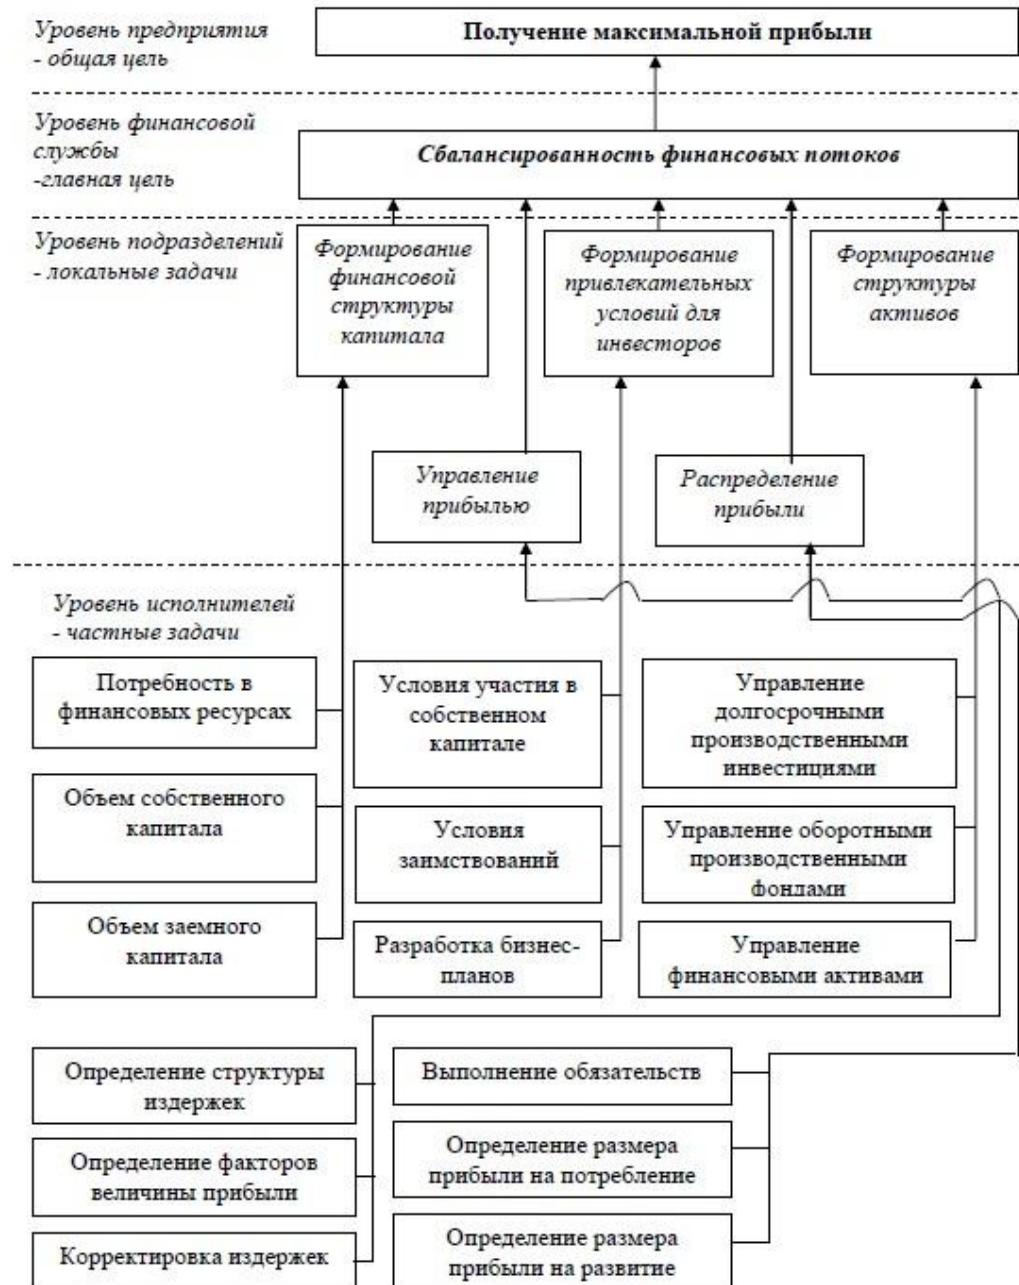 Уровень предприятия
- общая цель
Получение максимальной прибыли
Уровень финансовой
службы
-главная цель
Сбалансированность финансовых потоков
Уровень подразделений
- локальные задачи
Формирование
финансовой
структуры
капитала
Формирование
привлекательных
условий для
инвесторов
Формирование
структуры
активов
Управление
прибылью
Распределение
прибыли
Уровень исполнителей
- частные задачи
Потребность в
финансовых ресурсах
Условия участия в
собственном
капитале
Управление
долгосрочными
производственными
инвестициями
Объем собственного
капитала
Условия
заимствований
Управление оборотными
производственными
фондами
Объем заемного
капитала
Разработка бизнес-
планов
Управление
финансовыми активами
Определение структуры
издержек
Выполнение обязательств
Определение факторов
величины прибыли
Определение размера
прибыли на потребление
Корректировка издержек
Определение размера
прибыли на развитие